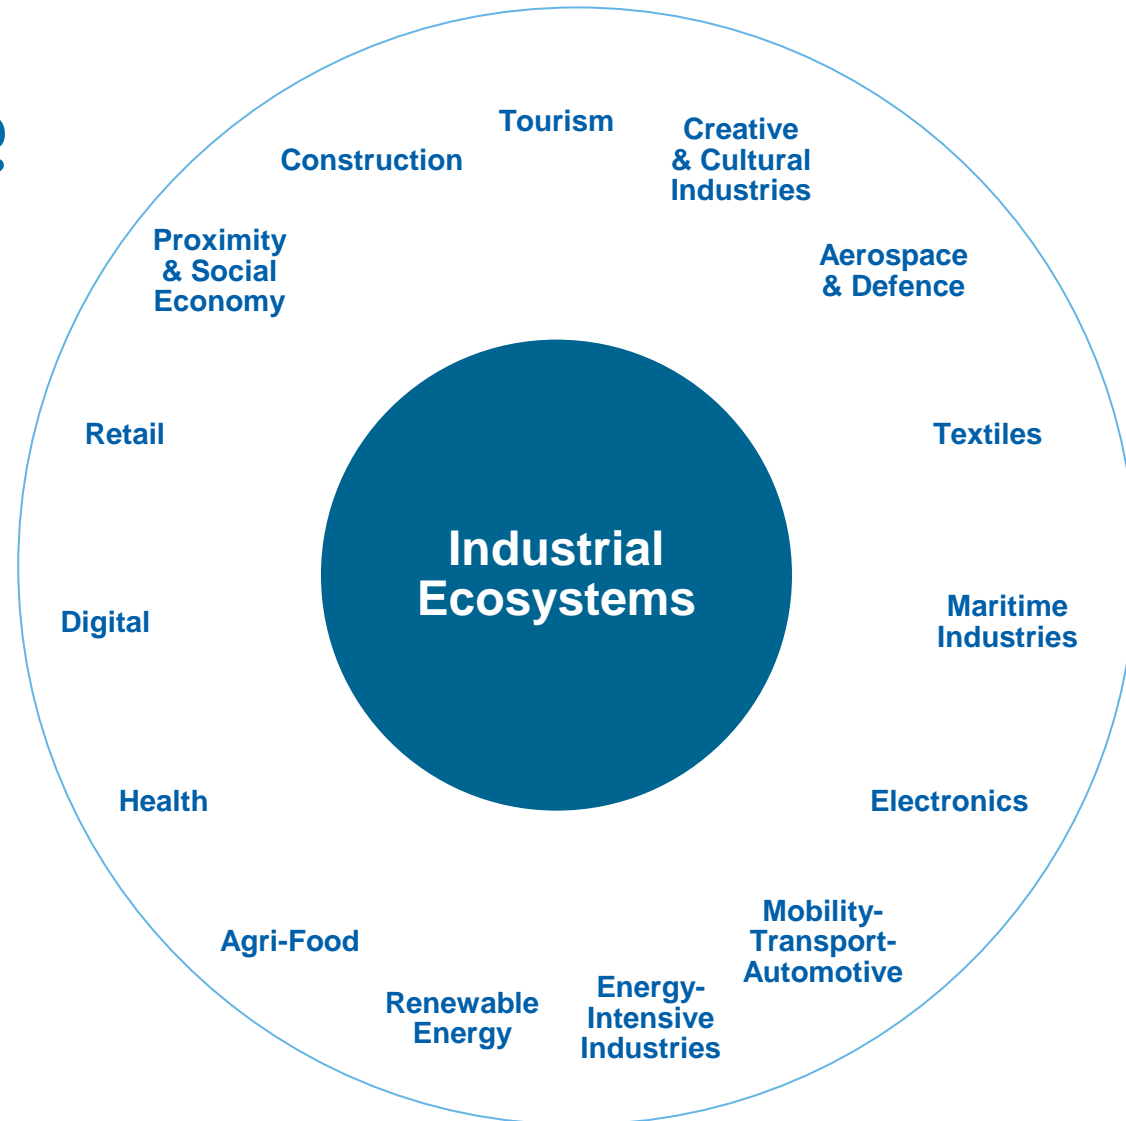 Tourism
Creative
& Cultural
Industries
Construction
Proximity
& Social
Economy
Aerospace
& Defence
Retail
Textiles
Industrial
Ecosystems
Digital
Maritime
Industries
Health
Electronics
Agri-Food
Mobility-
Transport-
Automotive
Renewable
Energy
Energy-
Intensive
Industries